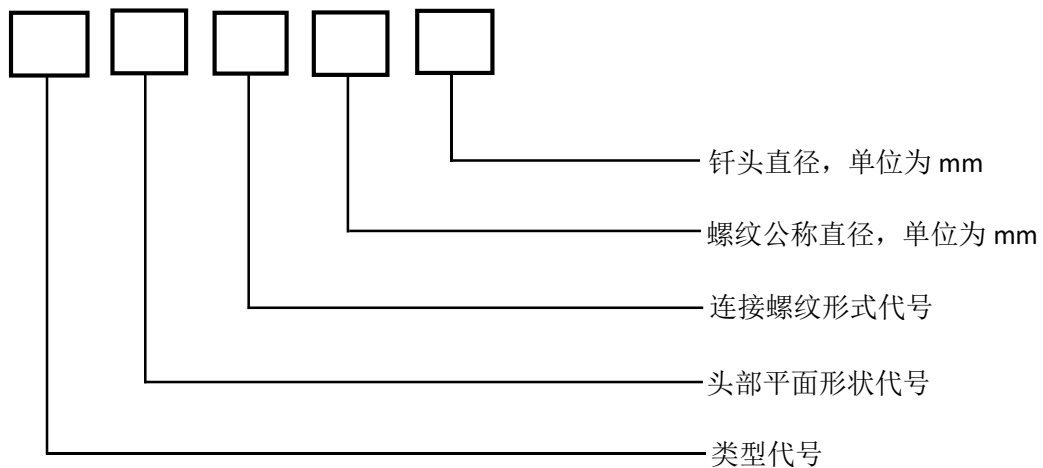 钎头直径，单位为 mm
螺纹公称直径，单位为 mm
连接螺纹形式代号
头部平面形状代号
类型代号